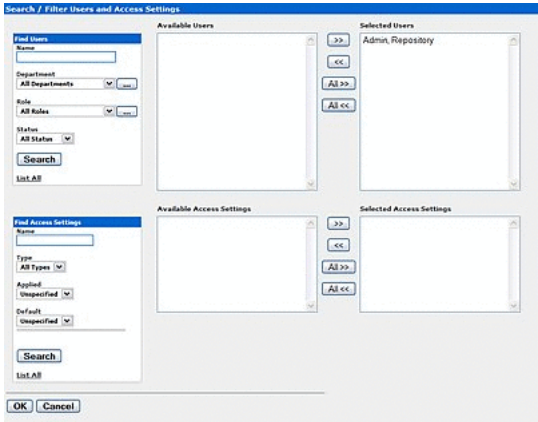 Search / Filter Users and Access Settings
Find Users
Name
Department
All Departments
...
Role
All Roles
...
Status
All Status
Search
List All
Available Users
>>
<<
All >>
All <<
Selected Users
Admin, Repository
Find Access Settings
Name
Type
All Types
Applied
Unspecified
Default
Unspecified
Search
List All
Available Access Settings
>>
<<
All >>
All <<
Selected Access Settings
OK
Cancel